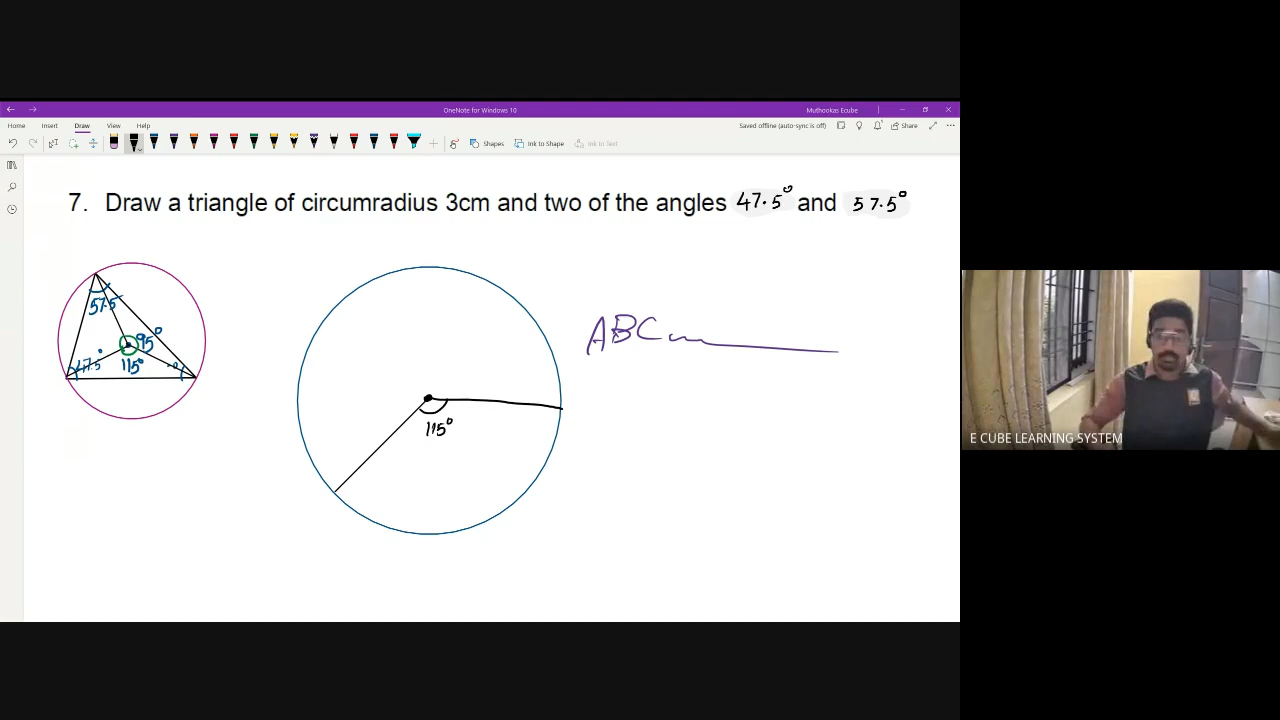 OneNote for Windows 10
Muthookas Ecube
Home Insert Draw View Help
Saved offline (auto-sync is off)
Share
Shapes
Ink to Shape
Ink to Text
7. Draw a triangle of circumradius 3cm and two of the angles 47.5° and 57.5°
57.5
95°
47.5°
115°
ABC
115°
E CUBE LEARNING SYSTEM